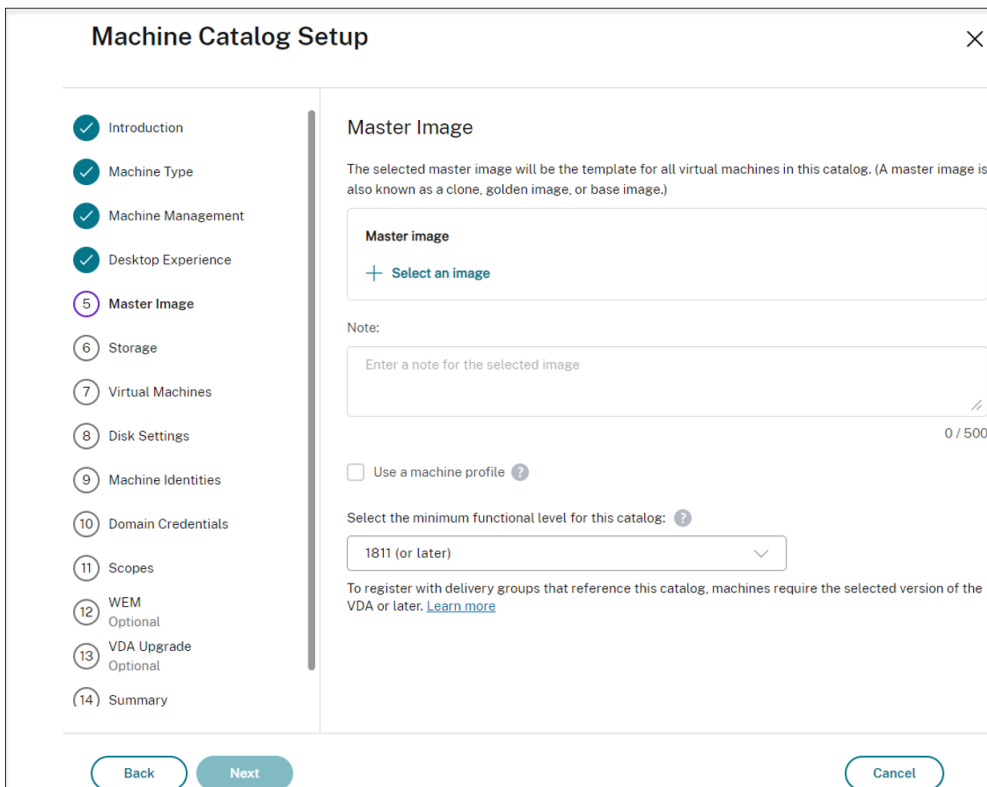 Machine Catalog Setup
Introduction
Machine Type
Machine Management
Desktop Experience
5 Master Image
6 Storage
7 Virtual Machines
8 Disk Settings
9 Machine Identities
10 Domain Credentials
11 Scopes
12 WEM
Optional
13 VDA Upgrade
Optional
14 Summary
Master Image
The selected master image will be the template for all virtual machines in this catalog. (A master image is
also known as a clone, golden image, or base image.)
Master image
+ Select an image
Note:
Enter a note for the selected image
0 / 500
Use a machine profile ?
Select the minimum functional level for this catalog: ?
1811 (or later)
To register with delivery groups that reference this catalog, machines require the selected version of the
VDA or later. Learn more
Back
Next
Cancel